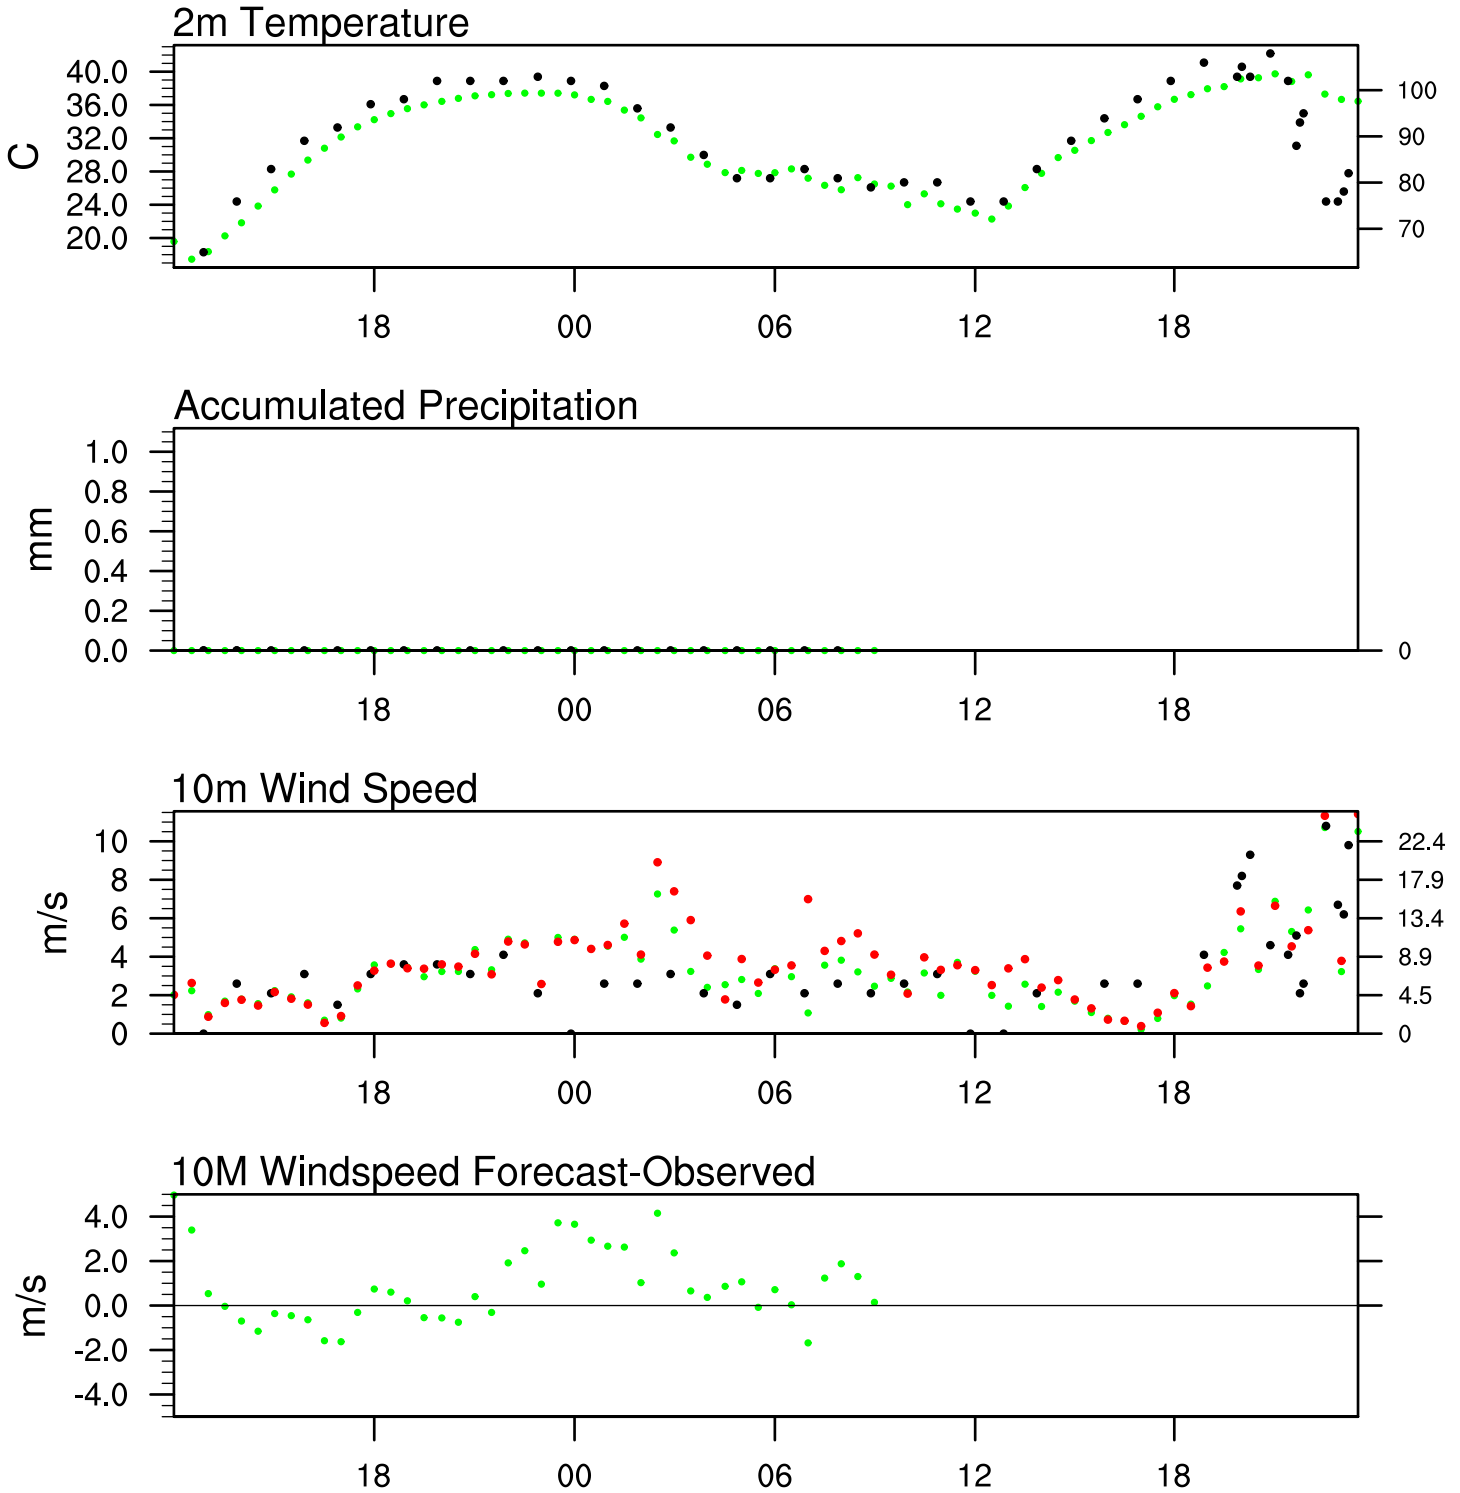 2m Temperature
40.0
36.0
32.0
28.0
24.0
20.0
C
100
90
80
70
18 00 06 12 18
Accumulated Precipitation
1.0
0.8
0.6
0.4
0.2
0.0
mm
0
18 00 06 12 18
10m Wind Speed
10
8
6
4
2
0
m/s
22.4
17.9
13.4
8.9
4.5
0
18 00 06 12 18
10M Windspeed Forecast-Observed
4.0
2.0
0.0
-2.0
-4.0
m/s
18 00 06 12 18